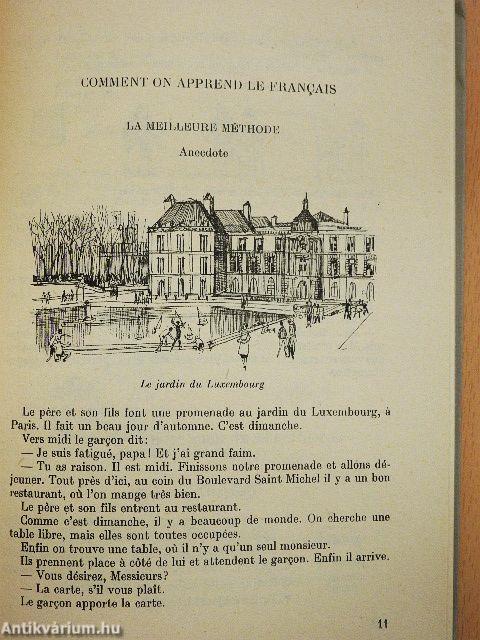 COMMENT ON APPREND LE FRANÇAIS
LA MEILLEURE MÉTHODE
Anecdote
Le jardin du Luxembourg
Le père et son fils font une promenade au jardin du Luxembourg, à
Paris. Il fait un beau jour d'automne. C'est dimanche.
Vers midi le garçon dit:
— Je suis fatigué, papa! Et j'ai grand faim.
— Tu as raison. Il est midi. Finissons notre promenade et allons dé-
jeuner. Tout près d'ici, au coin du Boulevard Saint Michel il y a un bon
restaurant, où l'on mange très bien.
Le père et son fils entrent au restaurant.
Comme c'est dimanche, il y a beaucoup de monde. On cherche une
table libre, mais elles sont toutes occupées.
Enfin on trouve une table, où il n'y a qu'un seul monsieur.
Ils prennent place à côté de lui et attendent le garçon. Enfin il arrive.
— Vous désirez, Messieurs?
— La carte, s'il vous plaît.
Le garçon apporte la carte.
11
Antikvárium.hu